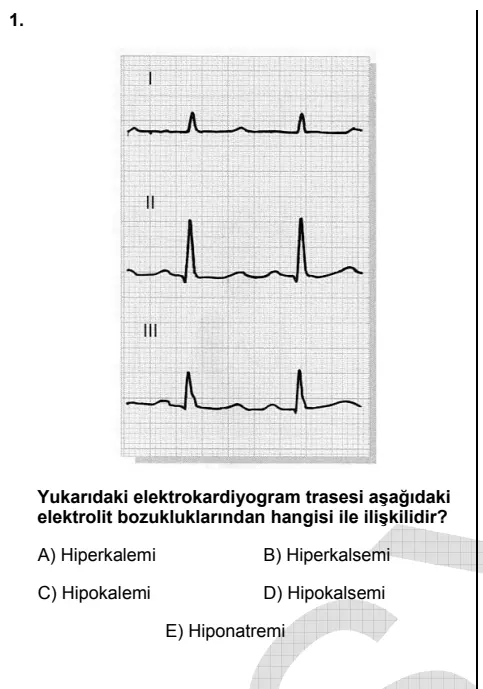 1.
I
II
III
Yukarıdaki elektrokardiyogram trasesi aşağıdaki
elektrolit bozukluklarından hangisi ile ilişkilidir?
A) Hiperkalemi B) Hiperkalsemi
C) Hipokalemi D) Hipokalsemi
E) Hiponatremi